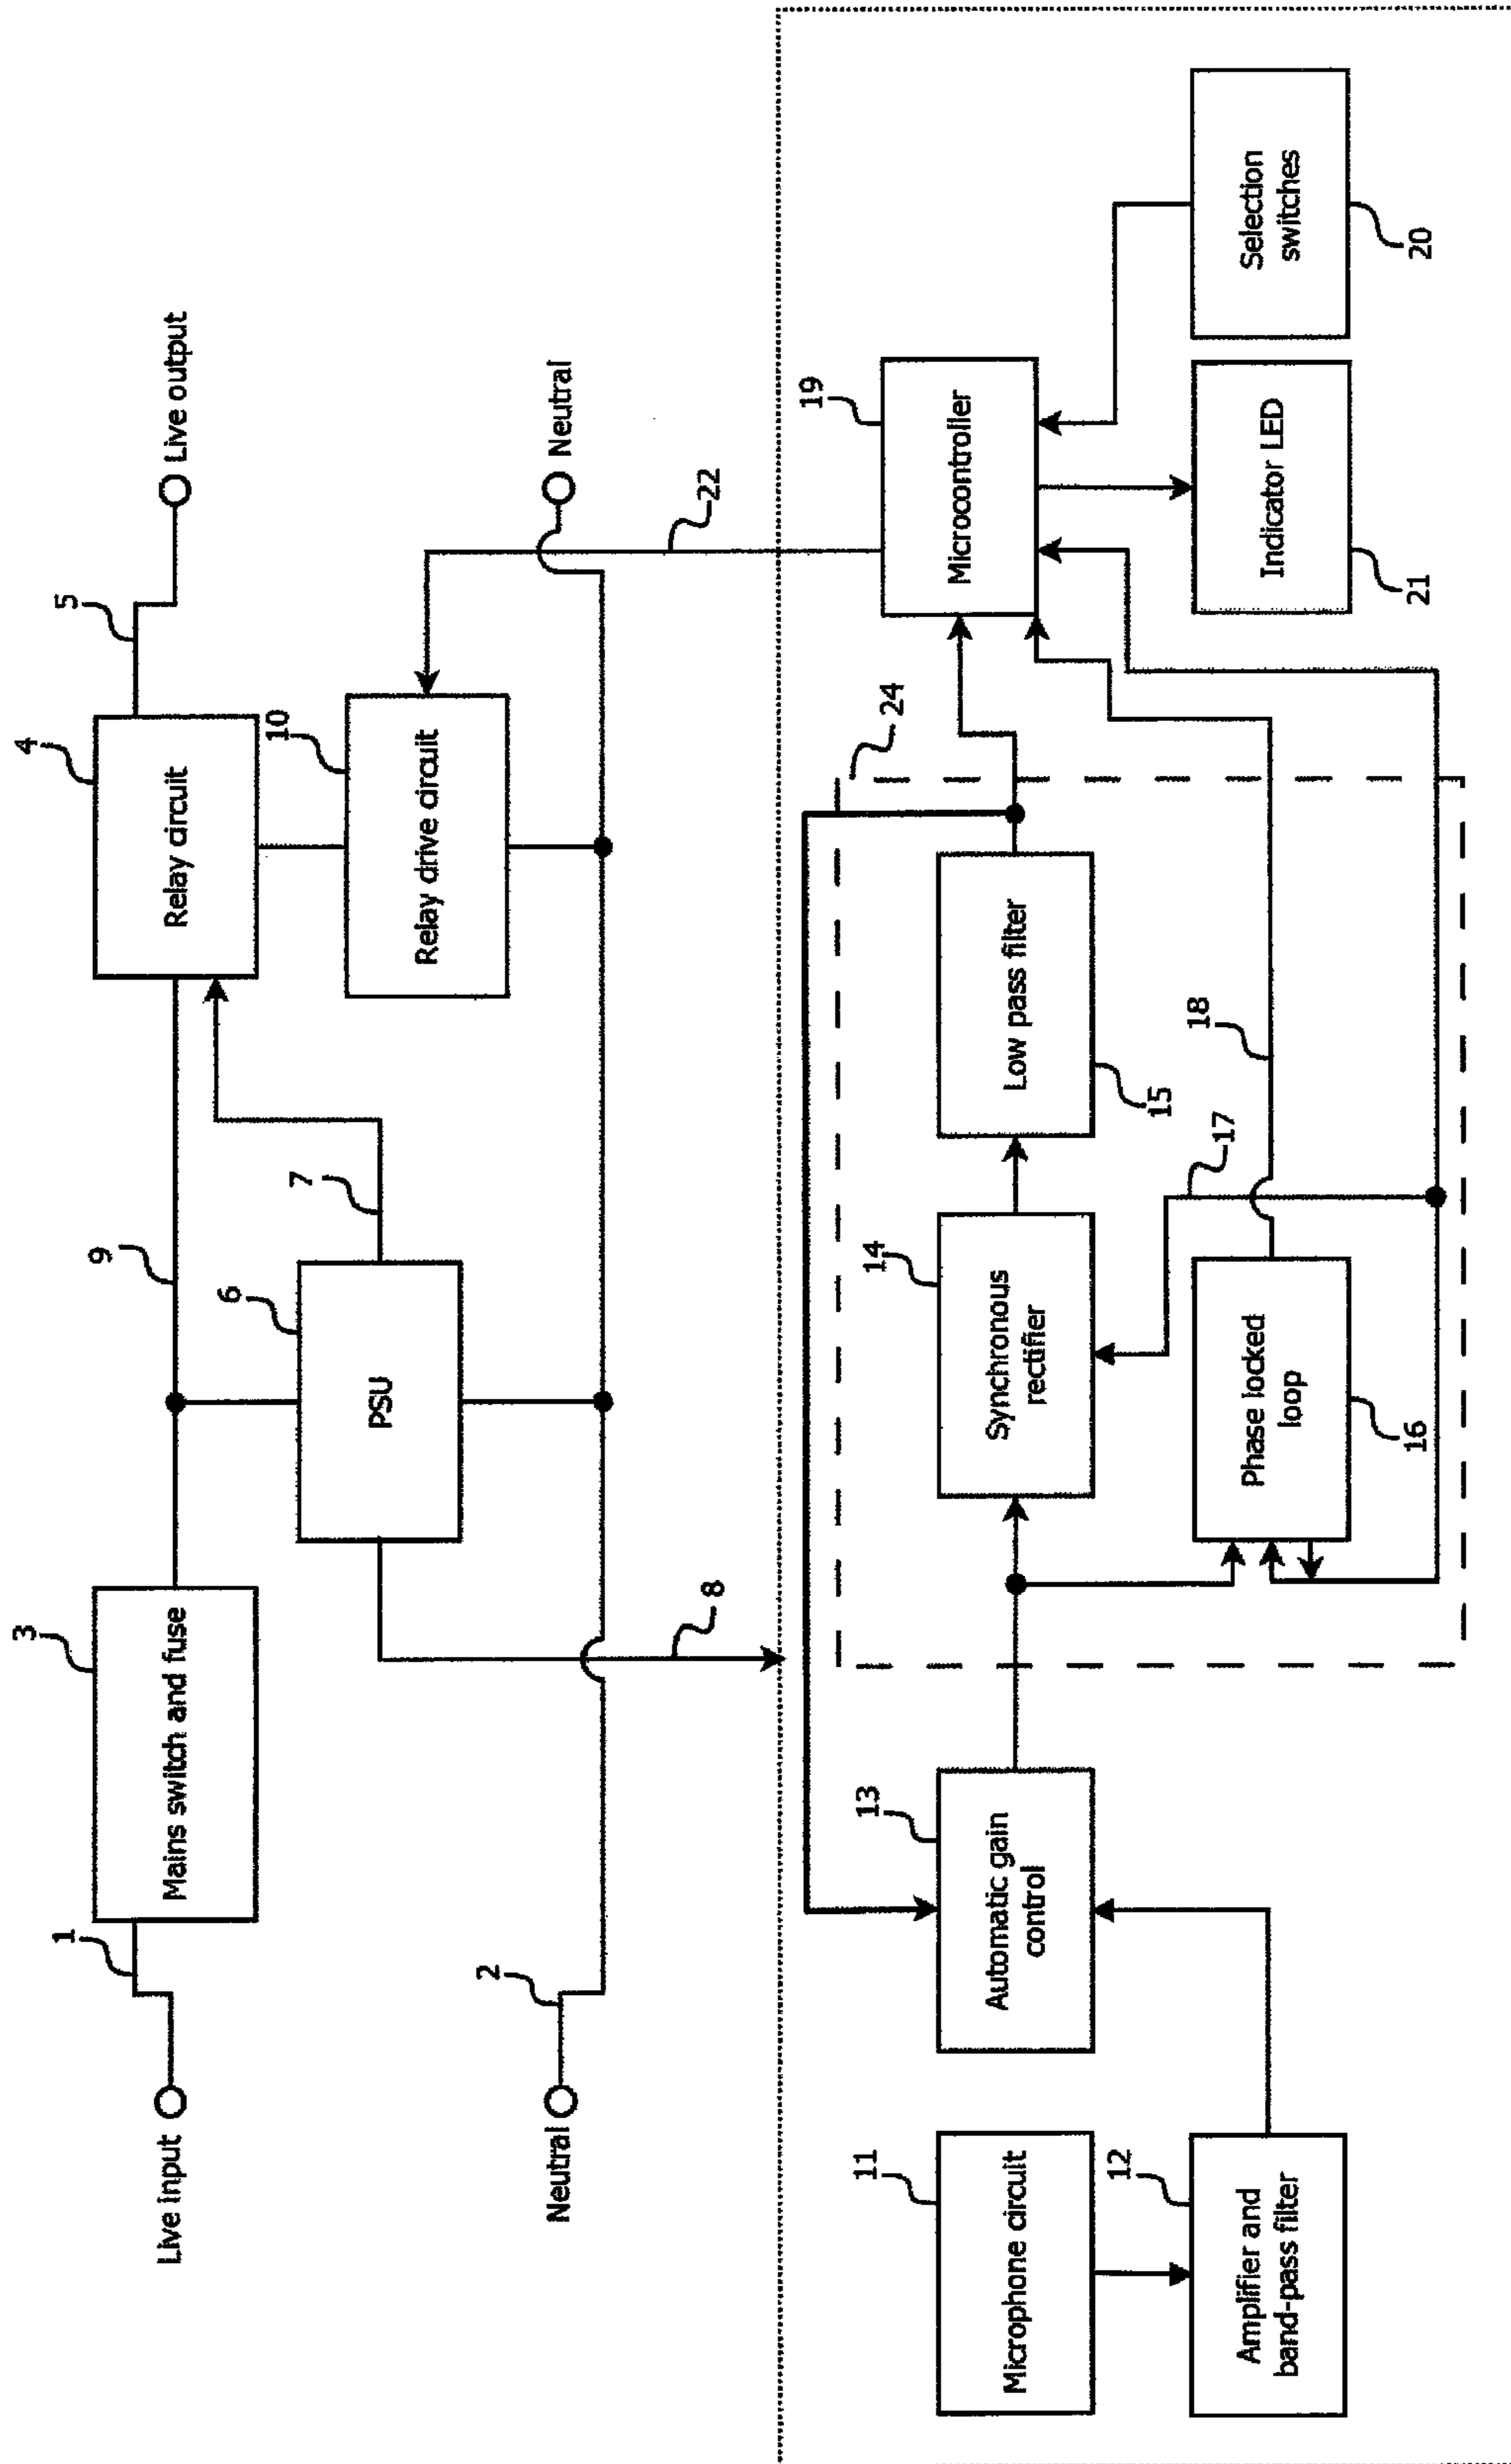 Live input
1
3
Mains switch and fuse
9
4
Relay circuit
5
Live output
6
PSU
7
8
10
Relay drive circuit
Neutral
2
Neutral
22
11
Microphone circuit
12
Amplifier and
band-pass filter
13
Automatic gain
control
14
Synchronous
rectifier
Low pass filter
15
24
Phase locked
loop
16
17
18
19
Microcontroller
Indicator LED
21
Selection
switches
20